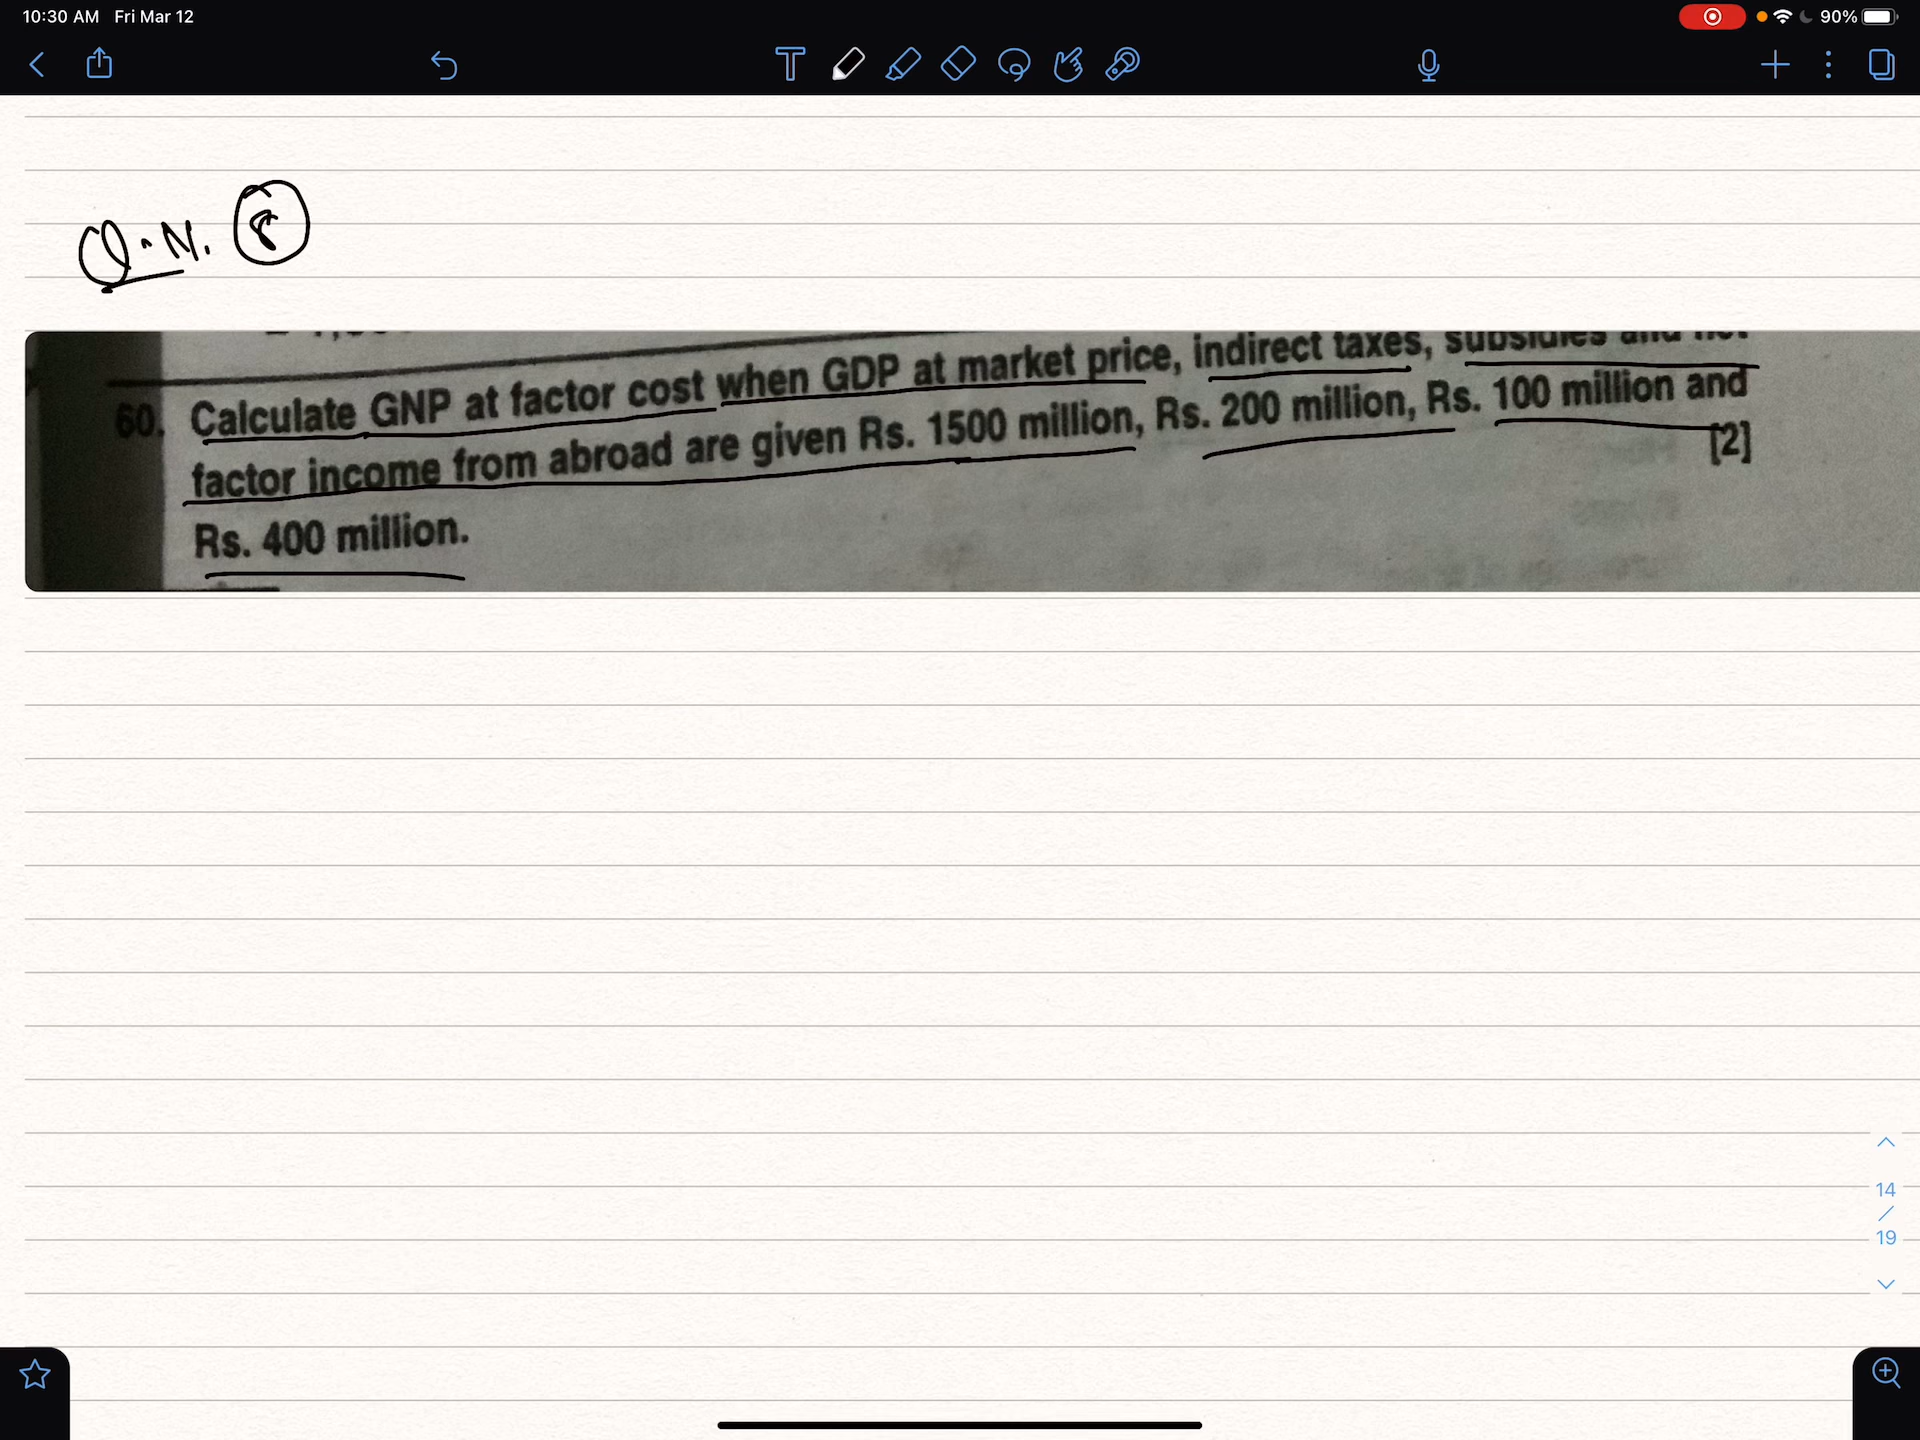 10:30 AM Fri Mar 12
90%
Q.N. 8
60. Calculate GNP at factor cost when GDP at market price, indirect taxes, subsidies and net
factor income from abroad are given Rs. 1500 million, Rs. 200 million, Rs. 100 million and
Rs. 400 million.
[2]
14
/
19